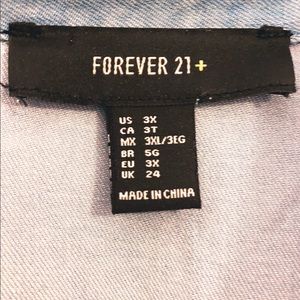 FOREVER 21+
US 3X
CA 3T
MX 3XL/3EG
BR 5G
EU 3X
UK 24
MADE IN CHINA